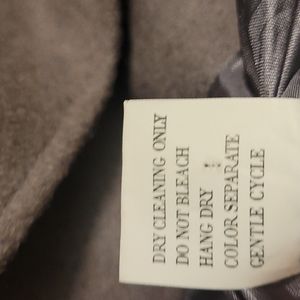 DRY CLEANING ONLY
DO NOT BLEACH
HANG DRY
COLOR SEPARATE
GENTLE CYCLE